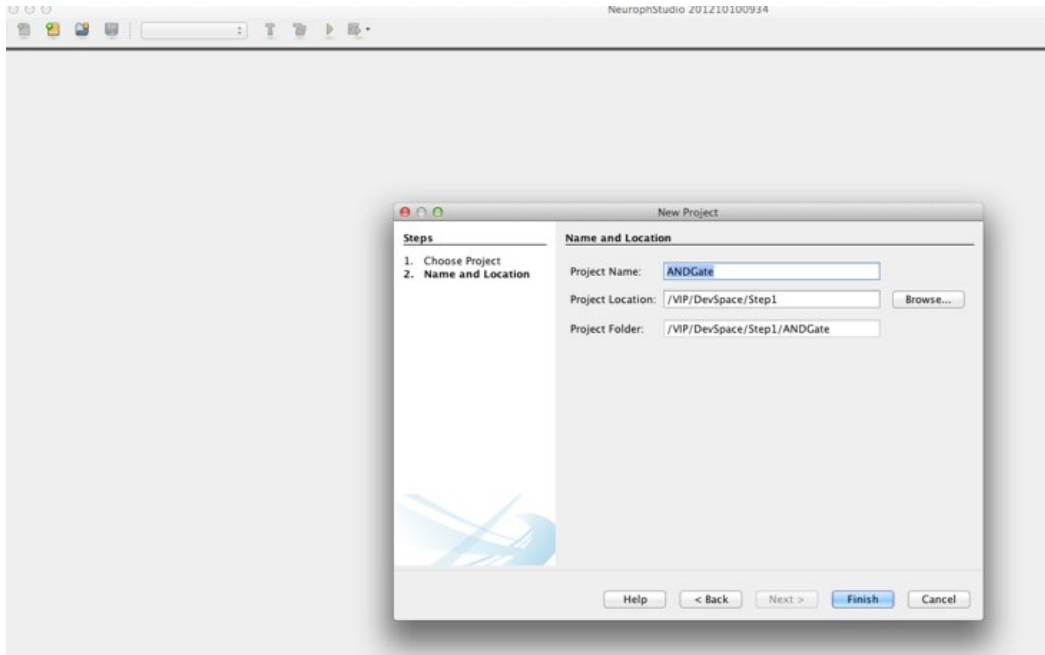 NeurophStudio 201210100934
New Project
Steps
1. Choose Project
2. Name and Location
Name and Location
Project Name: ANDGate
Project Location: /VIP/DevSpace/Step1 Browse...
Project Folder: /VIP/DevSpace/Step1/ANDGate
Help < Back Next > Finish Cancel